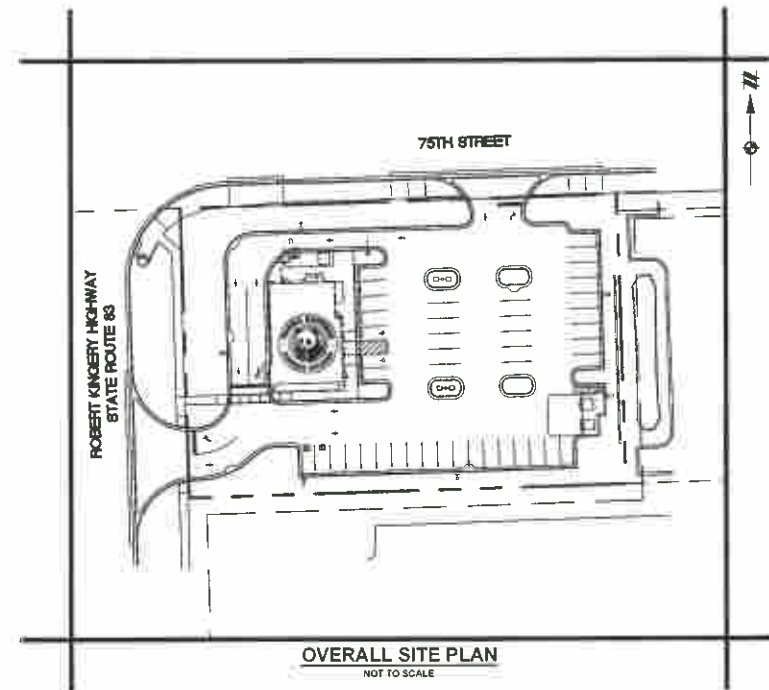 N
75TH STREET
ROBERT KINGERY HIGHWAY
STATE ROUTE 83
OVERALL SITE PLAN
NOT TO SCALE